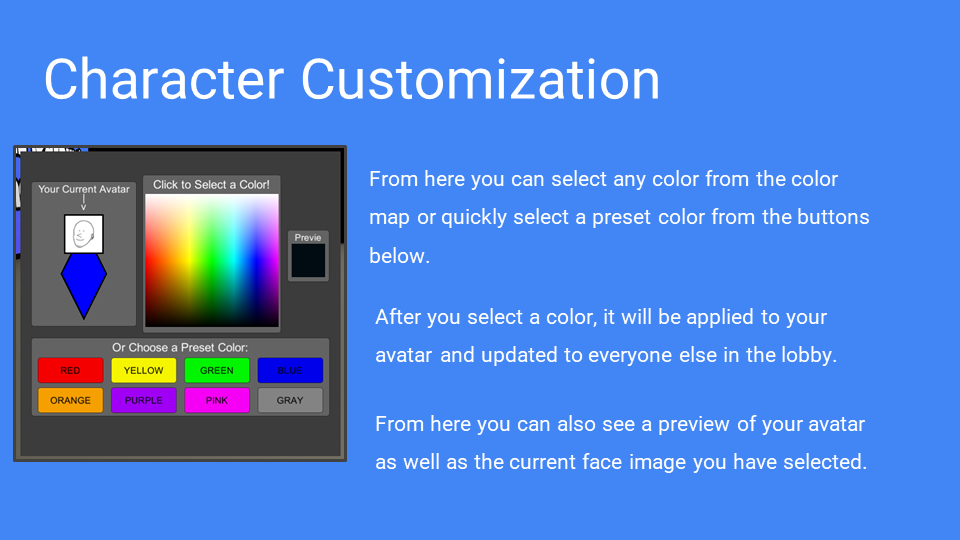 Character Customization
Your Current Avatar
|
v
Click to Select a Color!
Previe
Or Choose a Preset Color:
RED YELLOW GREEN BLUE
ORANGE PURPLE PINK GRAY
From here you can select any color from the color
map or quickly select a preset color from the buttons
below.
After you select a color, it will be applied to your
avatar and updated to everyone else in the lobby.
From here you can also see a preview of your avatar
as well as the current face image you have selected.